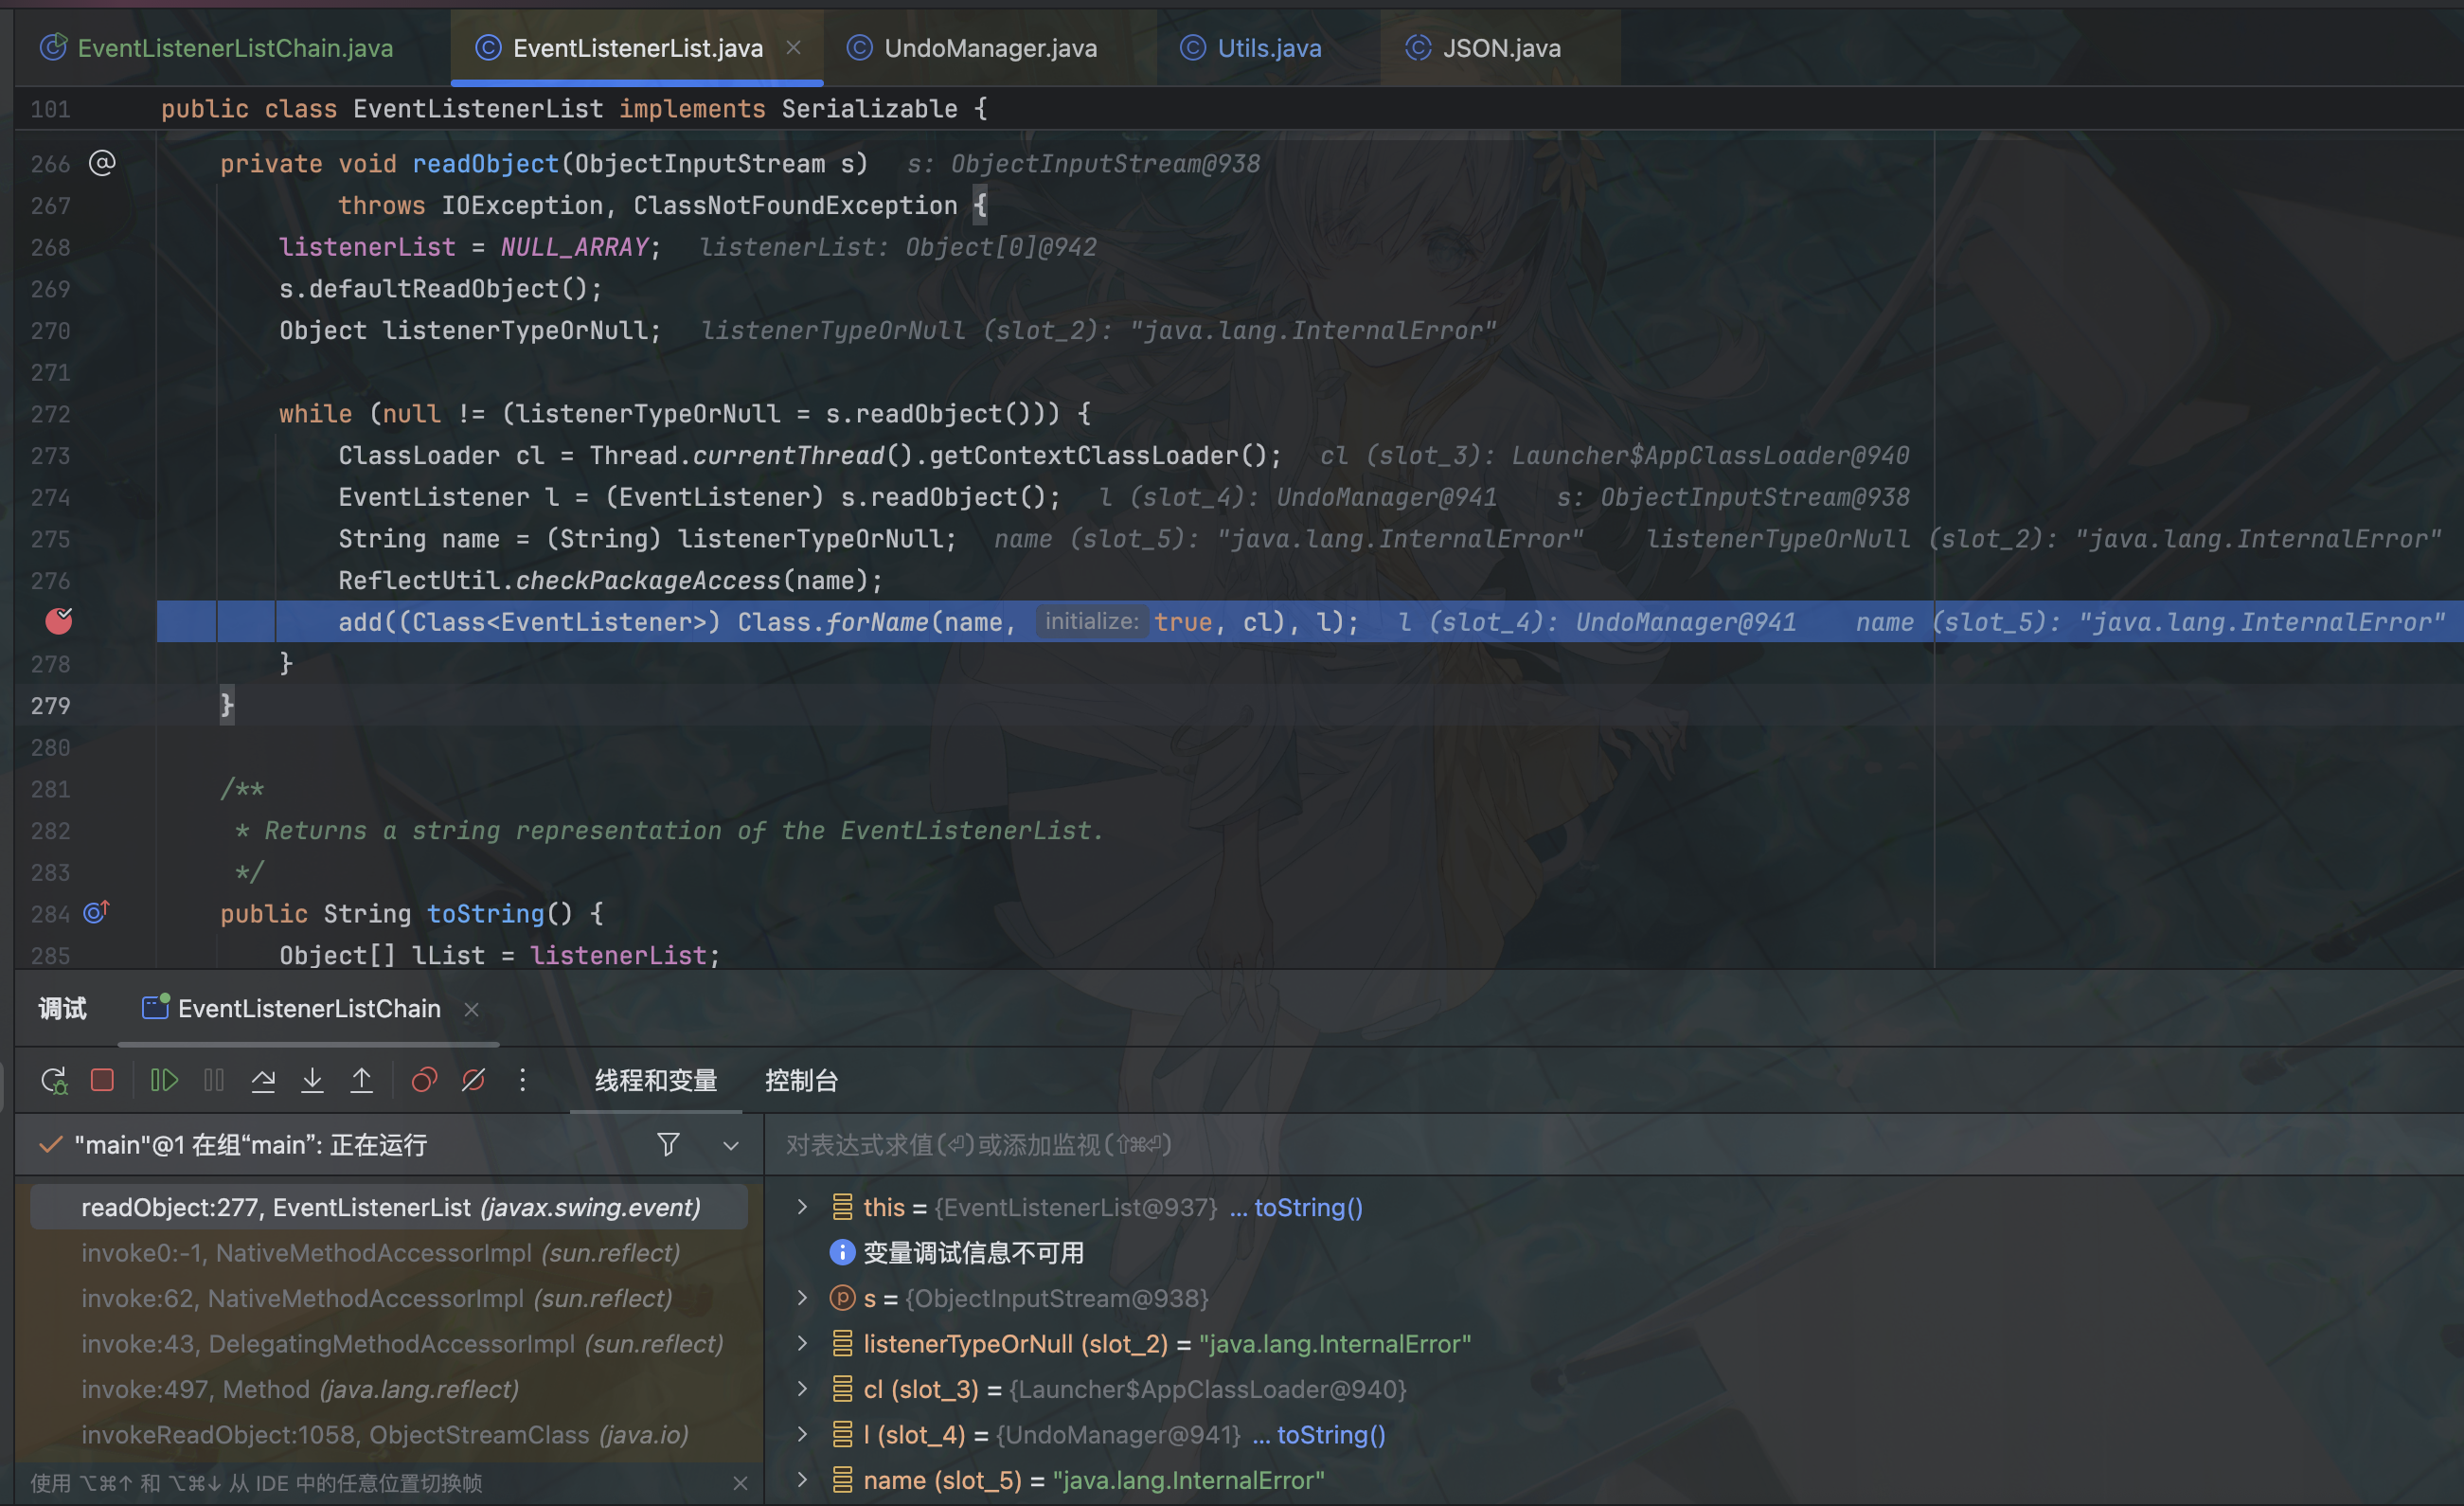 EventListenerListChain.java EventListenerList.java UndoManager.java Utils.java JSON.java
101 public class EventListenerList implements Serializable {
266 private void readObject(ObjectInputStream s) s: ObjectInputStream@938
267 throws IOException, ClassNotFoundException {
268 listenerList = NULL_ARRAY; listenerList: Object[0]@942
269 s.defaultReadObject();
270 Object listenerTypeOrNull; listenerTypeOrNull (slot_2): "java.lang.InternalError"
271
272 while (null != (listenerTypeOrNull = s.readObject())) {
273 ClassLoader cl = Thread.currentThread().getContextClassLoader(); cl (slot_3): Launcher$AppClassLoader@940
274 EventListener l = (EventListener) s.readObject(); l (slot_4): UndoManager@941 s: ObjectInputStream@938
275 String name = (String) listenerTypeOrNull; name (slot_5): "java.lang.InternalError" listenerTypeOrNull (slot_2): "java.lang.InternalError"
276 ReflectUtil.checkPackageAccess(name);
add((Class<EventListener>) Class.forName(name, initialize: true, cl), l); l (slot_4): UndoManager@941 name (slot_5): "java.lang.InternalError"
278 }
279 }
280
281 /**
282 * Returns a string representation of the EventListenerList.
283 */
284 public String toString() {
285 Object[] lList = listenerList;
调试 EventListenerListChain
线程和变量 控制台
"main"@1 在组“main”: 正在运行
对表达式求值(⏎)或添加监视(⇧⌘⏎)
readObject:277, EventListenerList (javax.swing.event)
invoke0:-1, NativeMethodAccessorImpl (sun.reflect)
invoke:62, NativeMethodAccessorImpl (sun.reflect)
invoke:43, DelegatingMethodAccessorImpl (sun.reflect)
invoke:497, Method (java.lang.reflect)
invokeReadObject:1058, ObjectStreamClass (java.io)
使用 ⌥⌘↑ 和 ⌥⌘↓ 从 IDE 中的任意位置切换帧
this = {EventListenerList@937} ... toString()
变量调试信息不可用
s = {ObjectInputStream@938}
listenerTypeOrNull (slot_2) = "java.lang.InternalError"
cl (slot_3) = {Launcher$AppClassLoader@940}
l (slot_4) = {UndoManager@941} ... toString()
name (slot_5) = "java.lang.InternalError"